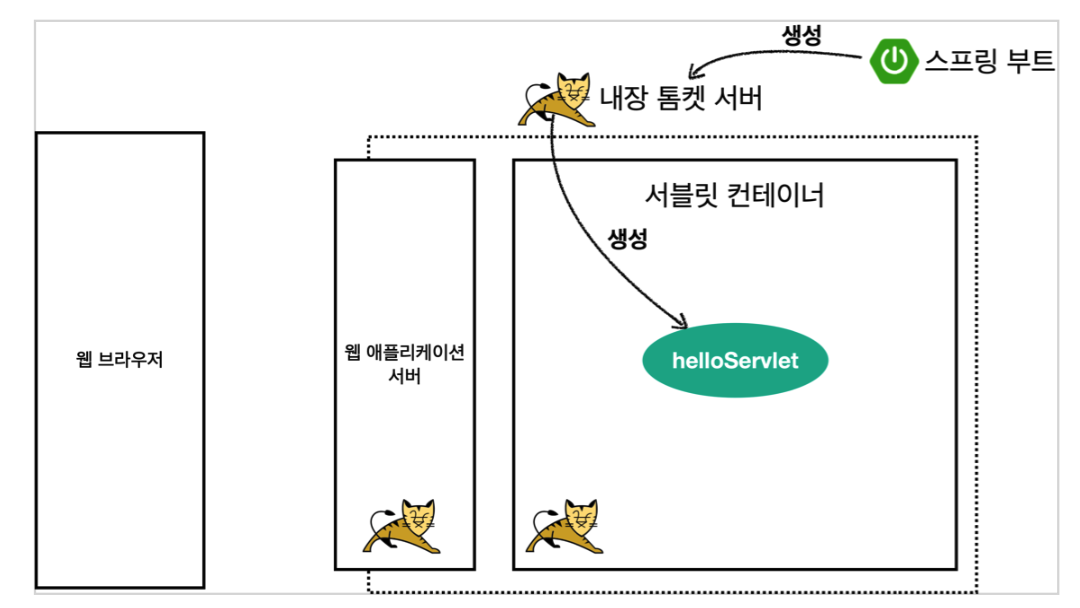 생성
스프링 부트
내장 톰켓 서버
서블릿 컨테이너
생성
웹 브라우저
웹 애플리케이션
서버
helloServlet